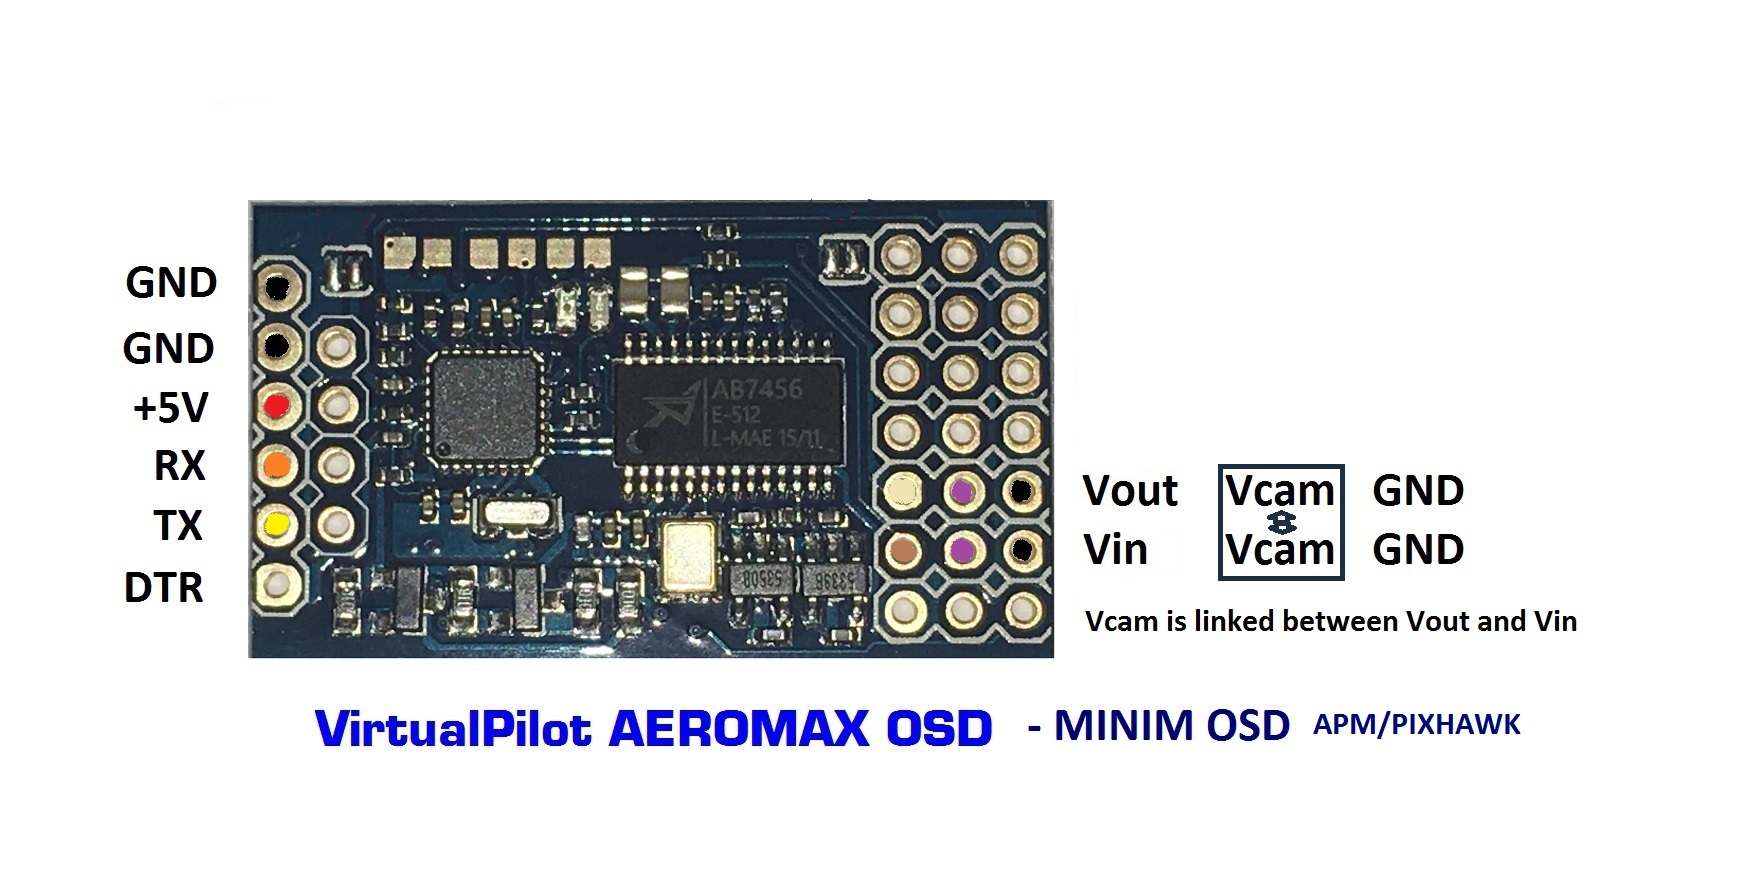 GND
GND
+5V
RX
TX
DTR
AB7456
E-512
L-MAE 15/11
Vout Vcam GND
Vin Vcam GND
Vcam is linked between Vout and Vin
VirtualPilot AEROMAX OSD - MINIM OSD APM/PIXHAWK